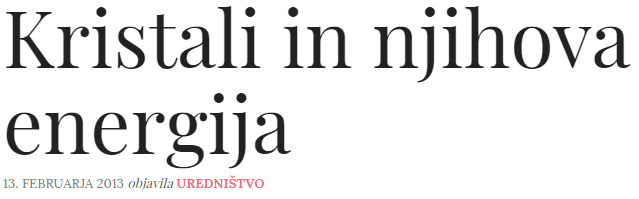 Kristali in njihova
energija
13. FEBRUARJA 2013 objavila UREDNIŠTVO